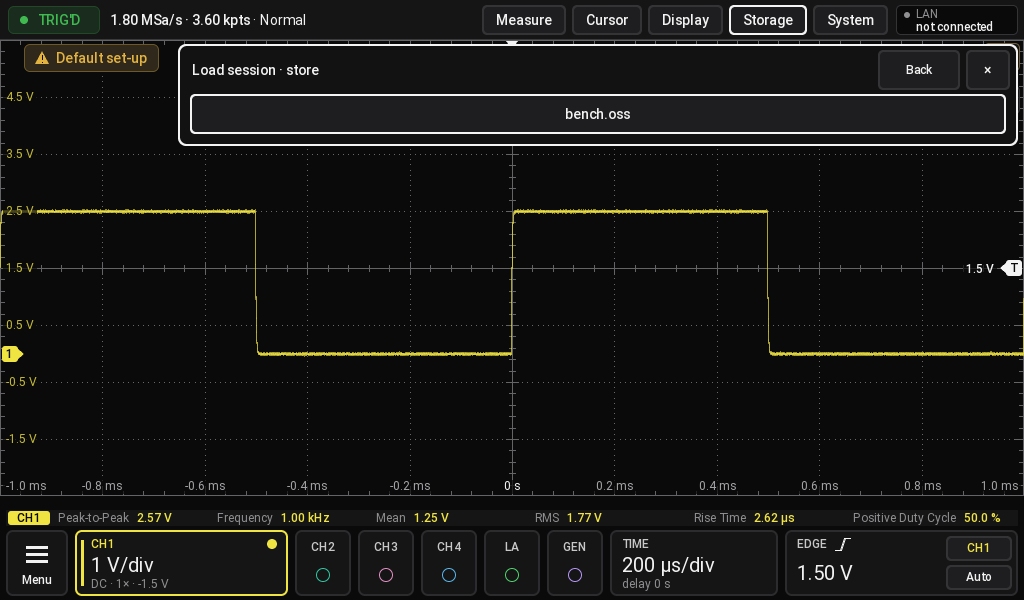 TRIG'D
1.80 MSa/s · 3.60 kpts · Normal
Measure
Cursor
Display
Storage
System
LAN
not connected
Default set-up
Load session · store
Back
×
bench.oss
4.5 V
3.5 V
2.5 V
1.5 V
1.5 V
T
0.5 V
1
-0.5 V
-1.5 V
-1.0 ms
-0.8 ms
-0.6 ms
-0.4 ms
-0.2 ms
0 s
0.2 ms
0.4 ms
0.6 ms
0.8 ms
1.0 ms
CH1
Peak-to-Peak 2.57 V
Frequency 1.00 kHz
Mean 1.25 V
RMS 1.77 V
Rise Time 2.62 µs
Positive Duty Cycle 50.0 %
Menu
CH1
1 V/div
DC · 1× · -1.5 V
CH2
CH3
CH4
LA
GEN
TIME
200 µs/div
delay 0 s
EDGE
1.50 V
CH1
Auto